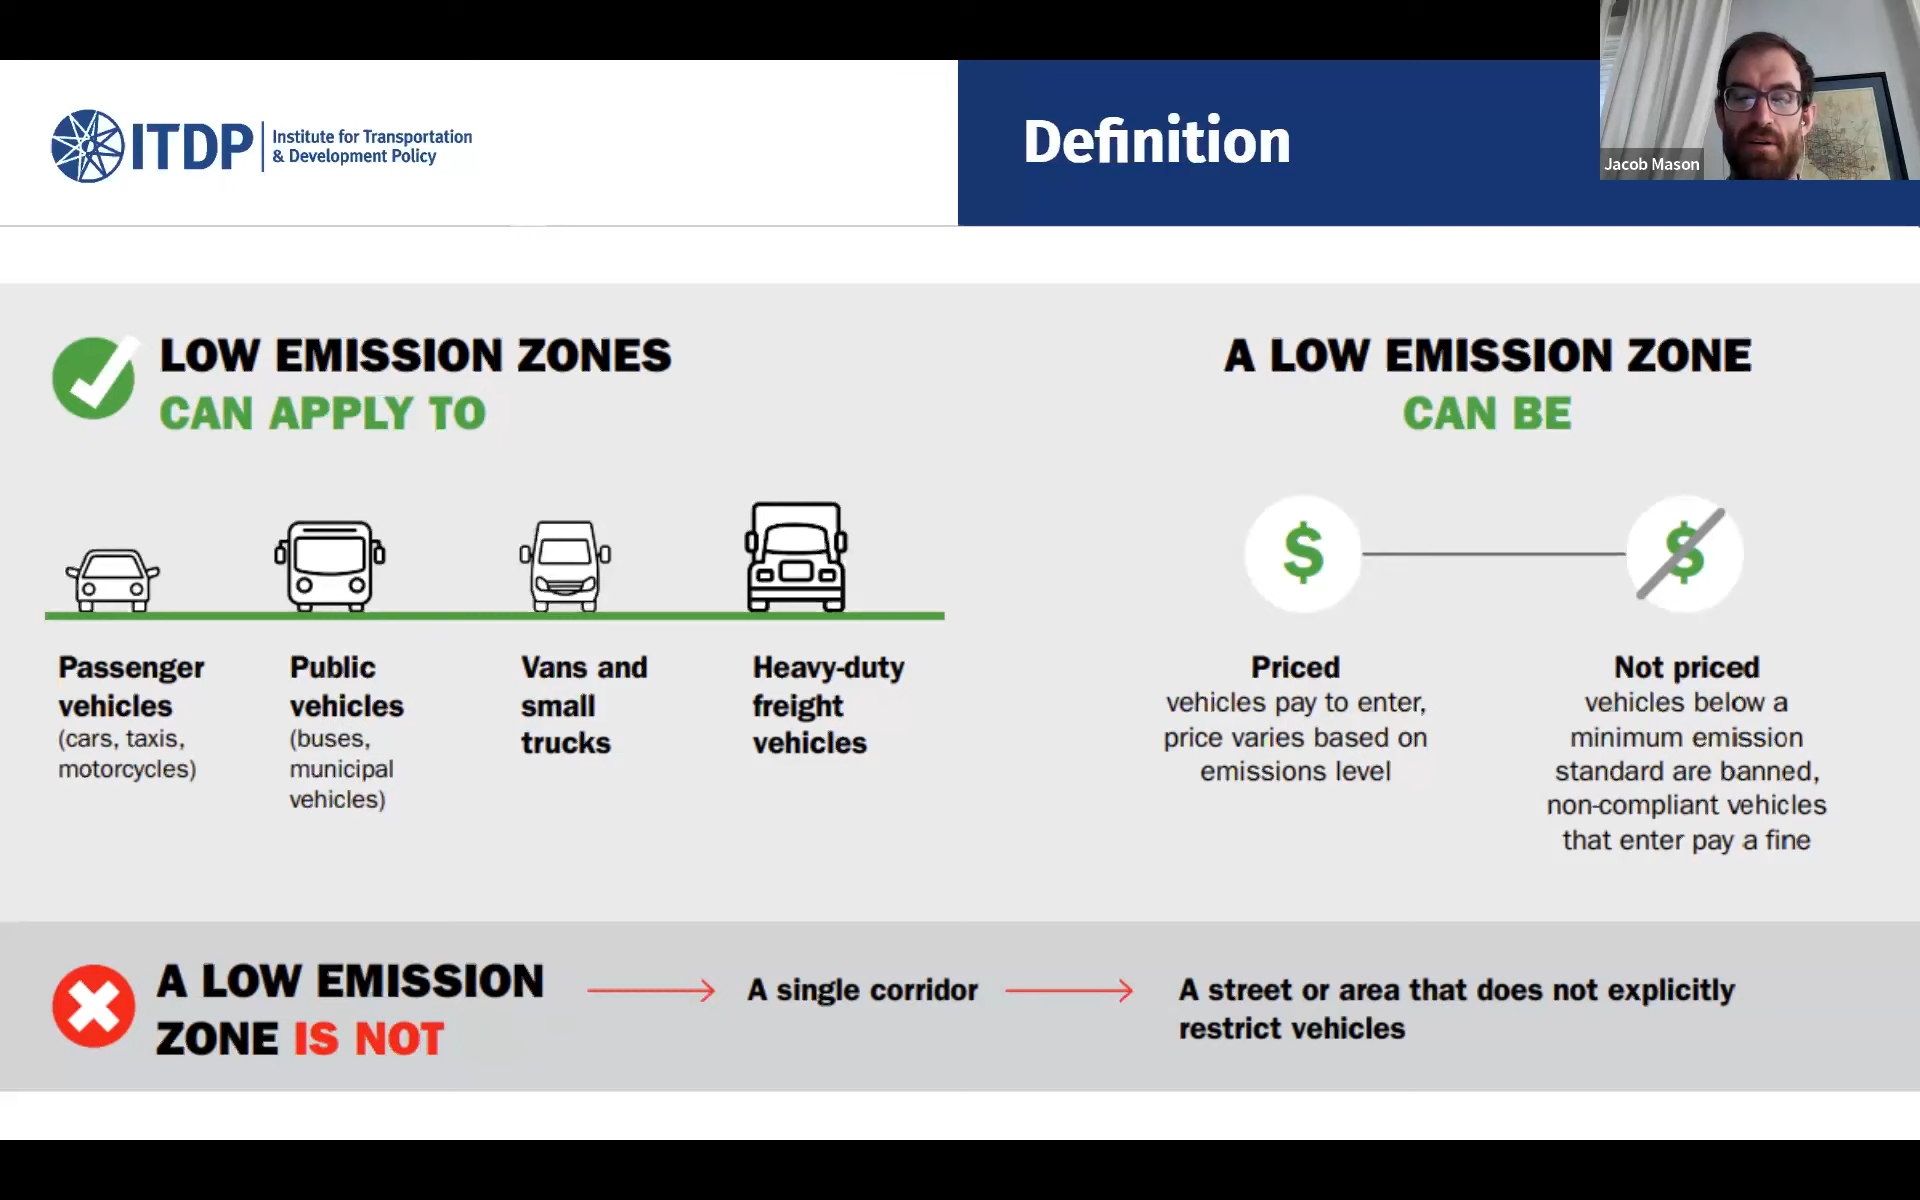 ITDP
Institute for Transportation
& Development Policy
Definition
Jacob Mason
LOW EMISSION ZONES
CAN APPLY TO
Passenger
vehicles
(cars, taxis,
motorcycles)
Public
vehicles
(buses,
municipal
vehicles)
Vans and
small
trucks
Heavy-duty
freight
vehicles
A LOW EMISSION ZONE
CAN BE
$
$
Priced
vehicles pay to enter,
price varies based on
emissions level
Not priced
vehicles below a
minimum emission
standard are banned,
non-compliant vehicles
that enter pay a fine
A LOW EMISSION
ZONE IS NOT
A single corridor
A street or area that does not explicitly
restrict vehicles